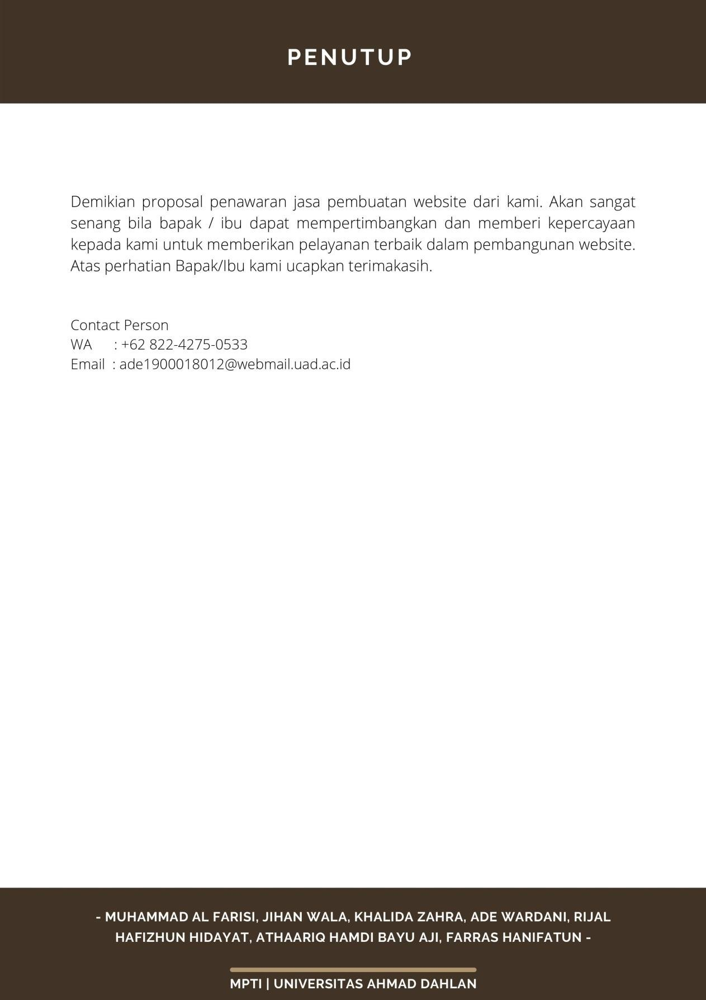 PENUTUP
Demikian proposal penawaran jasa pembuatan website dari kami. Akan sangat
senang bila bapak / ibu dapat mempertimbangkan dan memberi kepercayaan
kepada kami untuk memberikan pelayanan terbaik dalam pembangunan website.
Atas perhatian Bapak/Ibu kami ucapkan terimakasih.
Contact Person
WA : +62 822-4275-0533
Email : ade1900018012@webmail.uad.ac.id
- MUHAMMAD AL FARISI, JIHAN WALA, KHALIDA ZAHRA, ADE WARDANI, RIJAL
HAFIZHUN HIDAYAT, ATHAARIQ HAMDI BAYU AJI, FARRAS HANIFATUN -
MPTI | UNIVERSITAS AHMAD DAHLAN